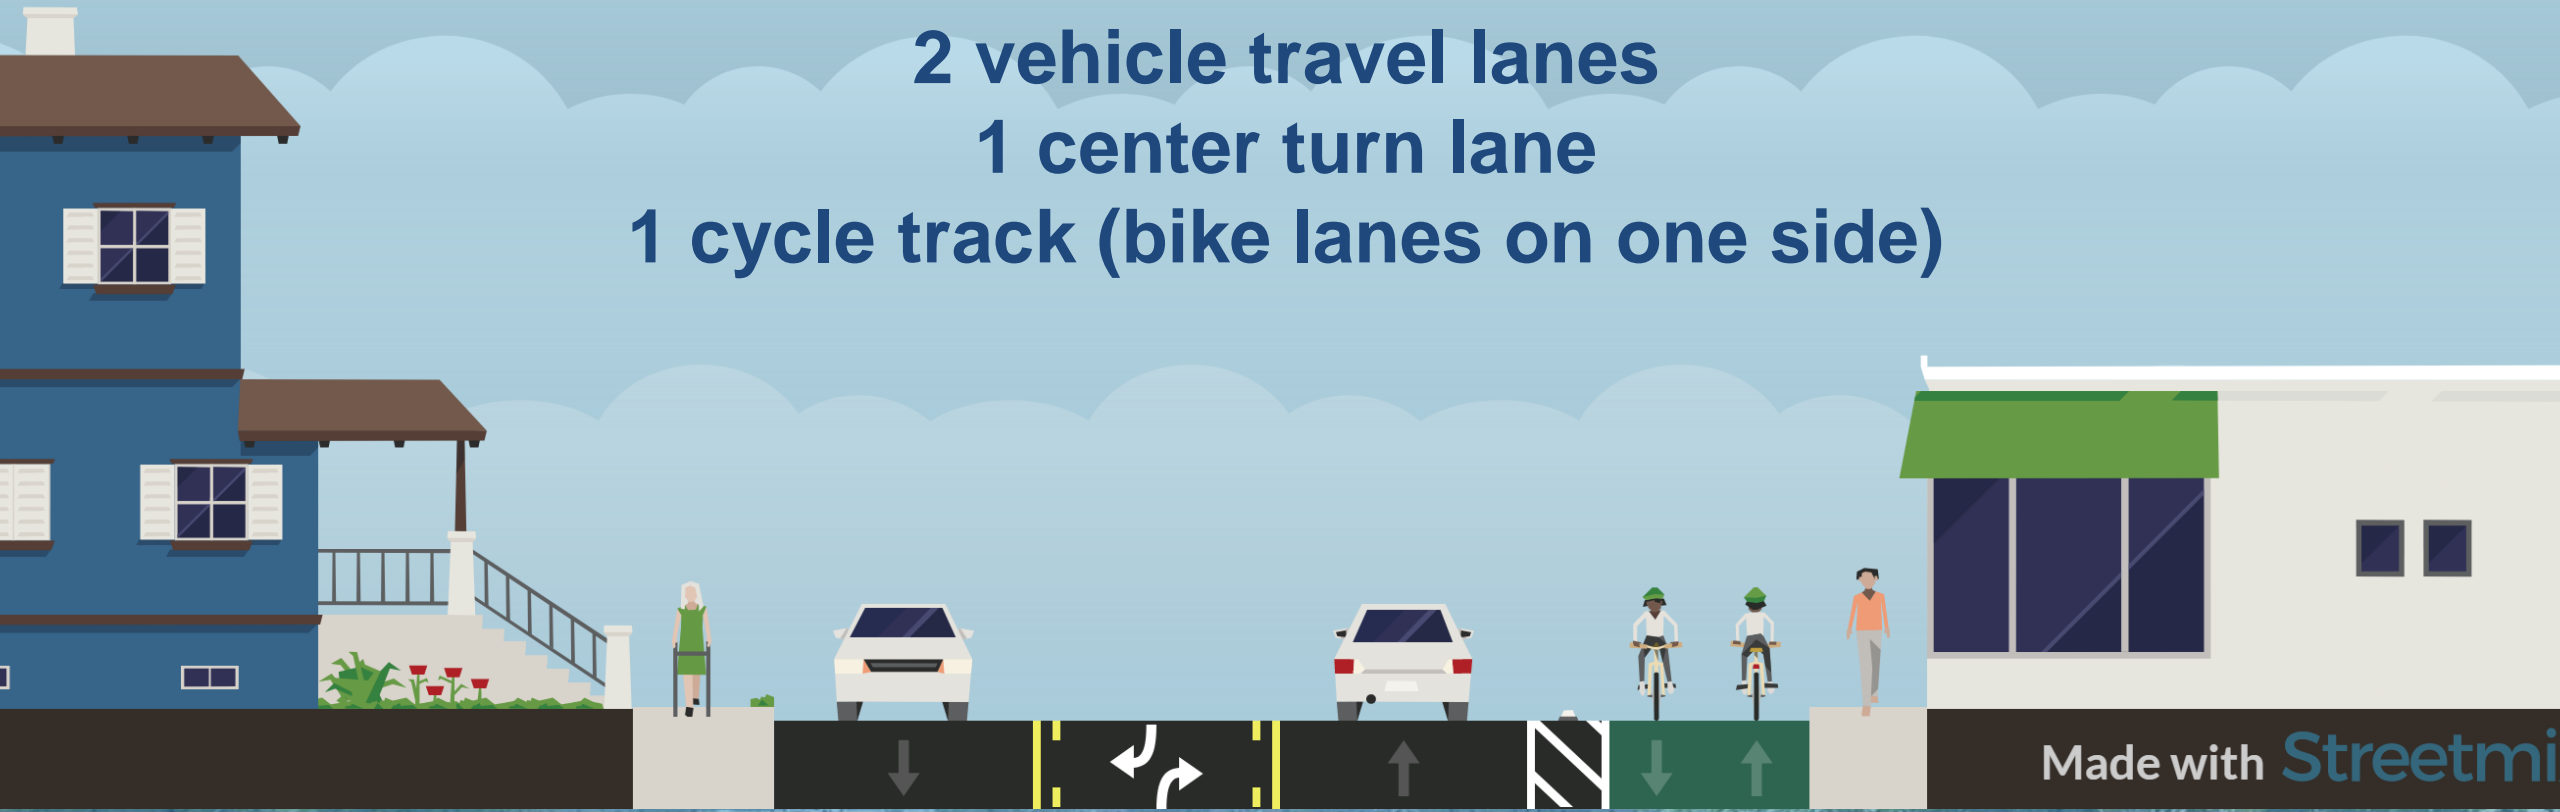 2 vehicle travel lanes
1 center turn lane
1 cycle track (bike lanes on one side)
Made with Streetmi